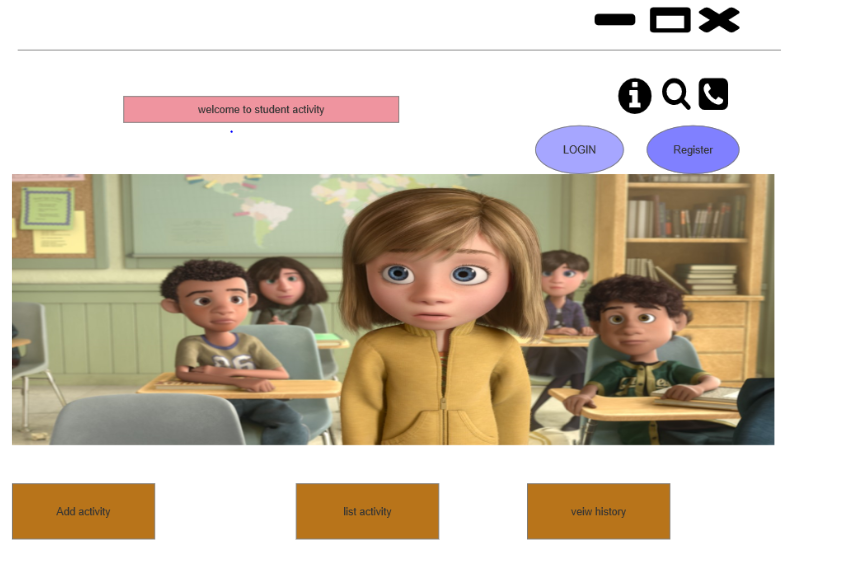 welcome to student activity
LOGIN
Register
Add activity
list activity
veiw history